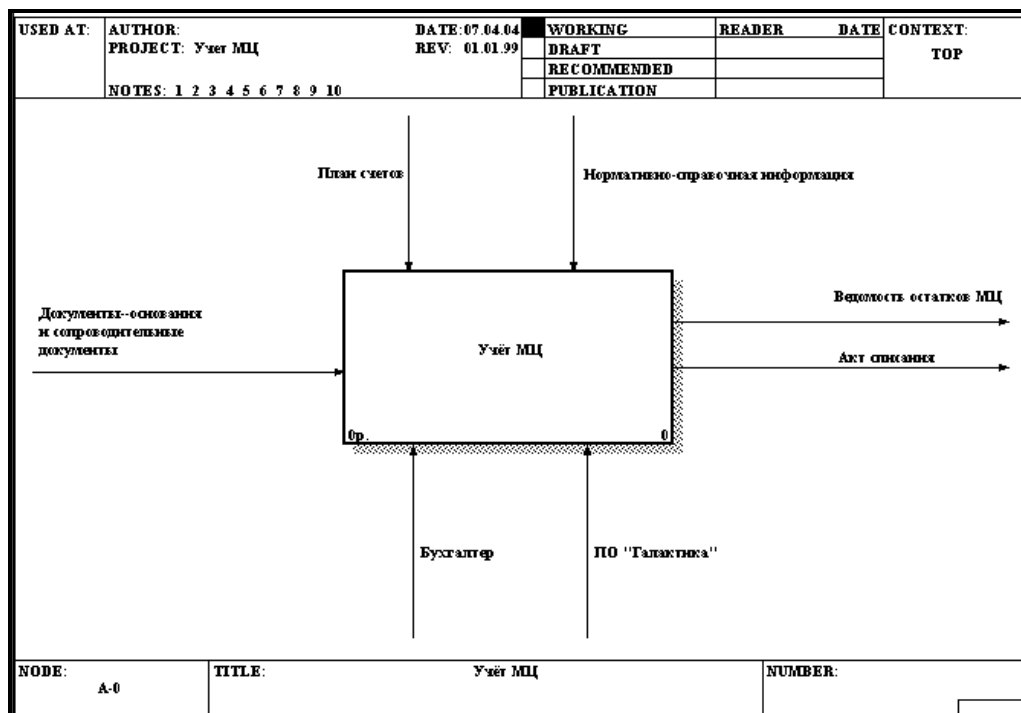 USED AT:
AUTHOR:
DATE:07.04.04
PROJECT: Учет МЦ
REV: 01.01.99
NOTES: 1 2 3 4 5 6 7 8 9 10
WORKING
DRAFT
RECOMMENDED
PUBLICATION
READER
DATE
CONTEXT:
TOP
План счетов
Нормативно-справочная информация
Документы--основания
и сопроводительные
документы
Ведомость остатков МЦ
Учёт МЦ
Акт списания
0р.
0
Бухгалтер
ПО "Галактика"
NODE:
A-0
TITLE:
Учёт МЦ
NUMBER: